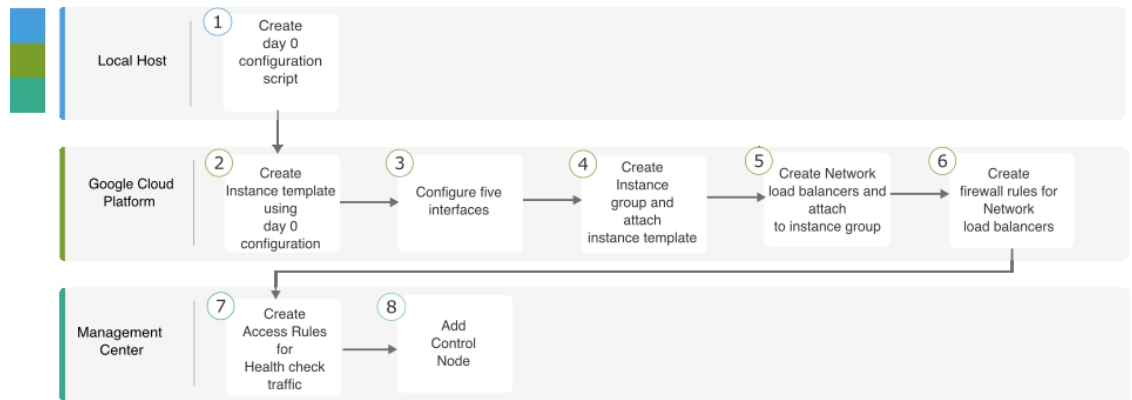 Local Host
1
Create
day 0
configuration
script
Google Cloud
Platform
2
Create
Instance template
using
day 0
configuration
3
Configure five
interfaces
4
Create
Instance
group and
attach
instance template
5
Create Network
load balancers and
attach
to instance group
6
Create
firewall rules for
Network
load balancers
Management
Center
7
Create
Access Rules
for
Health check
traffic
8
Add
Control
Node